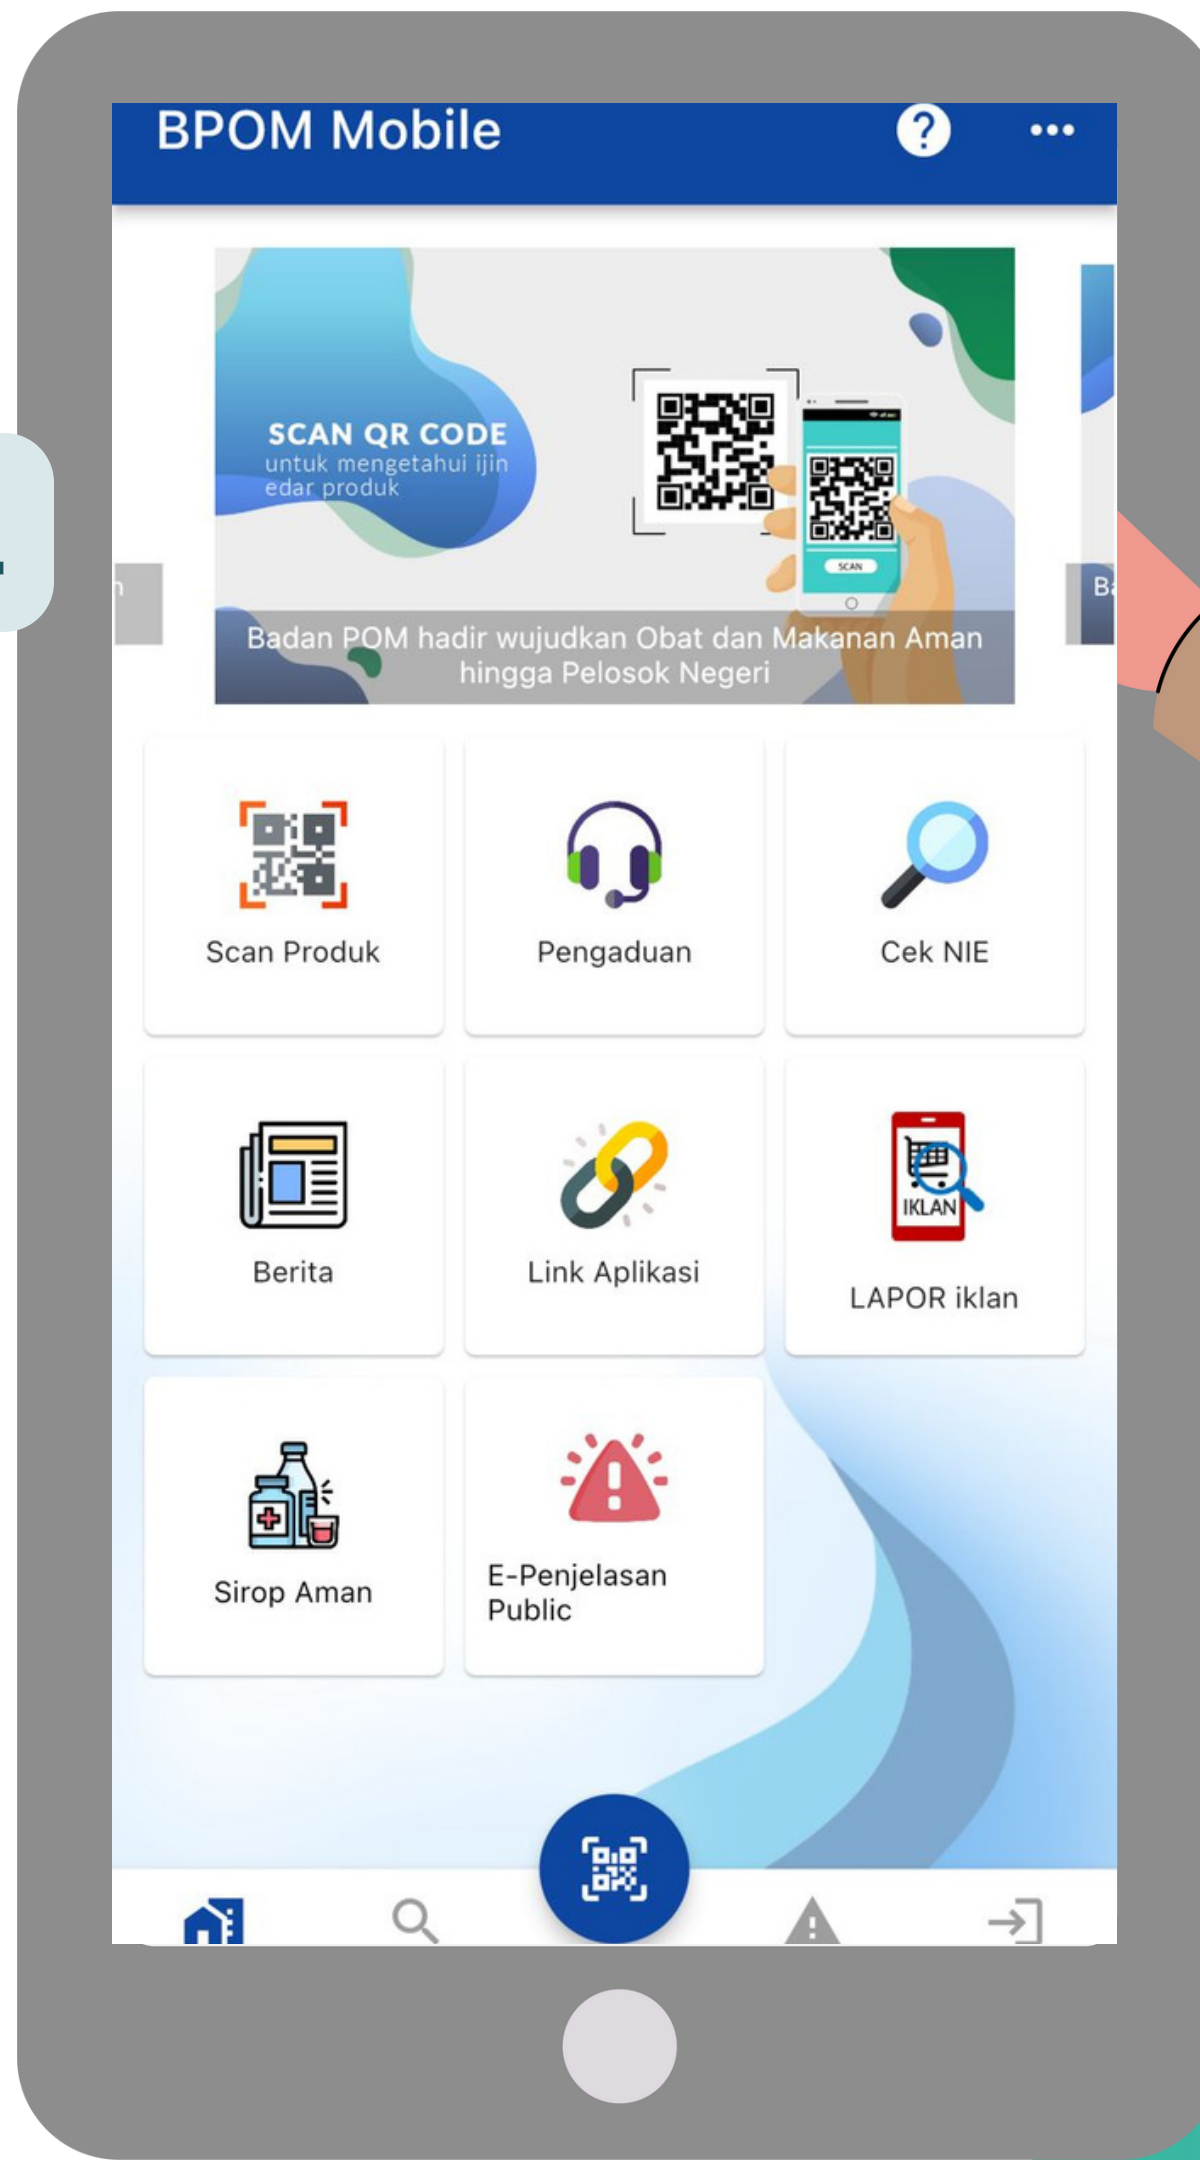 BPOM Mobile
SCAN QR CODE
untuk mengetahui ijin
edar produk
SCAN
Badan POM hadir wujudkan Obat dan Makanan Aman
hingga Pelosok Negeri
Scan Produk
Pengaduan
Cek NIE
Berita
Link Aplikasi
IKLAN
LAPOR iklan
Sirop Aman
E-Penjelasan
Public